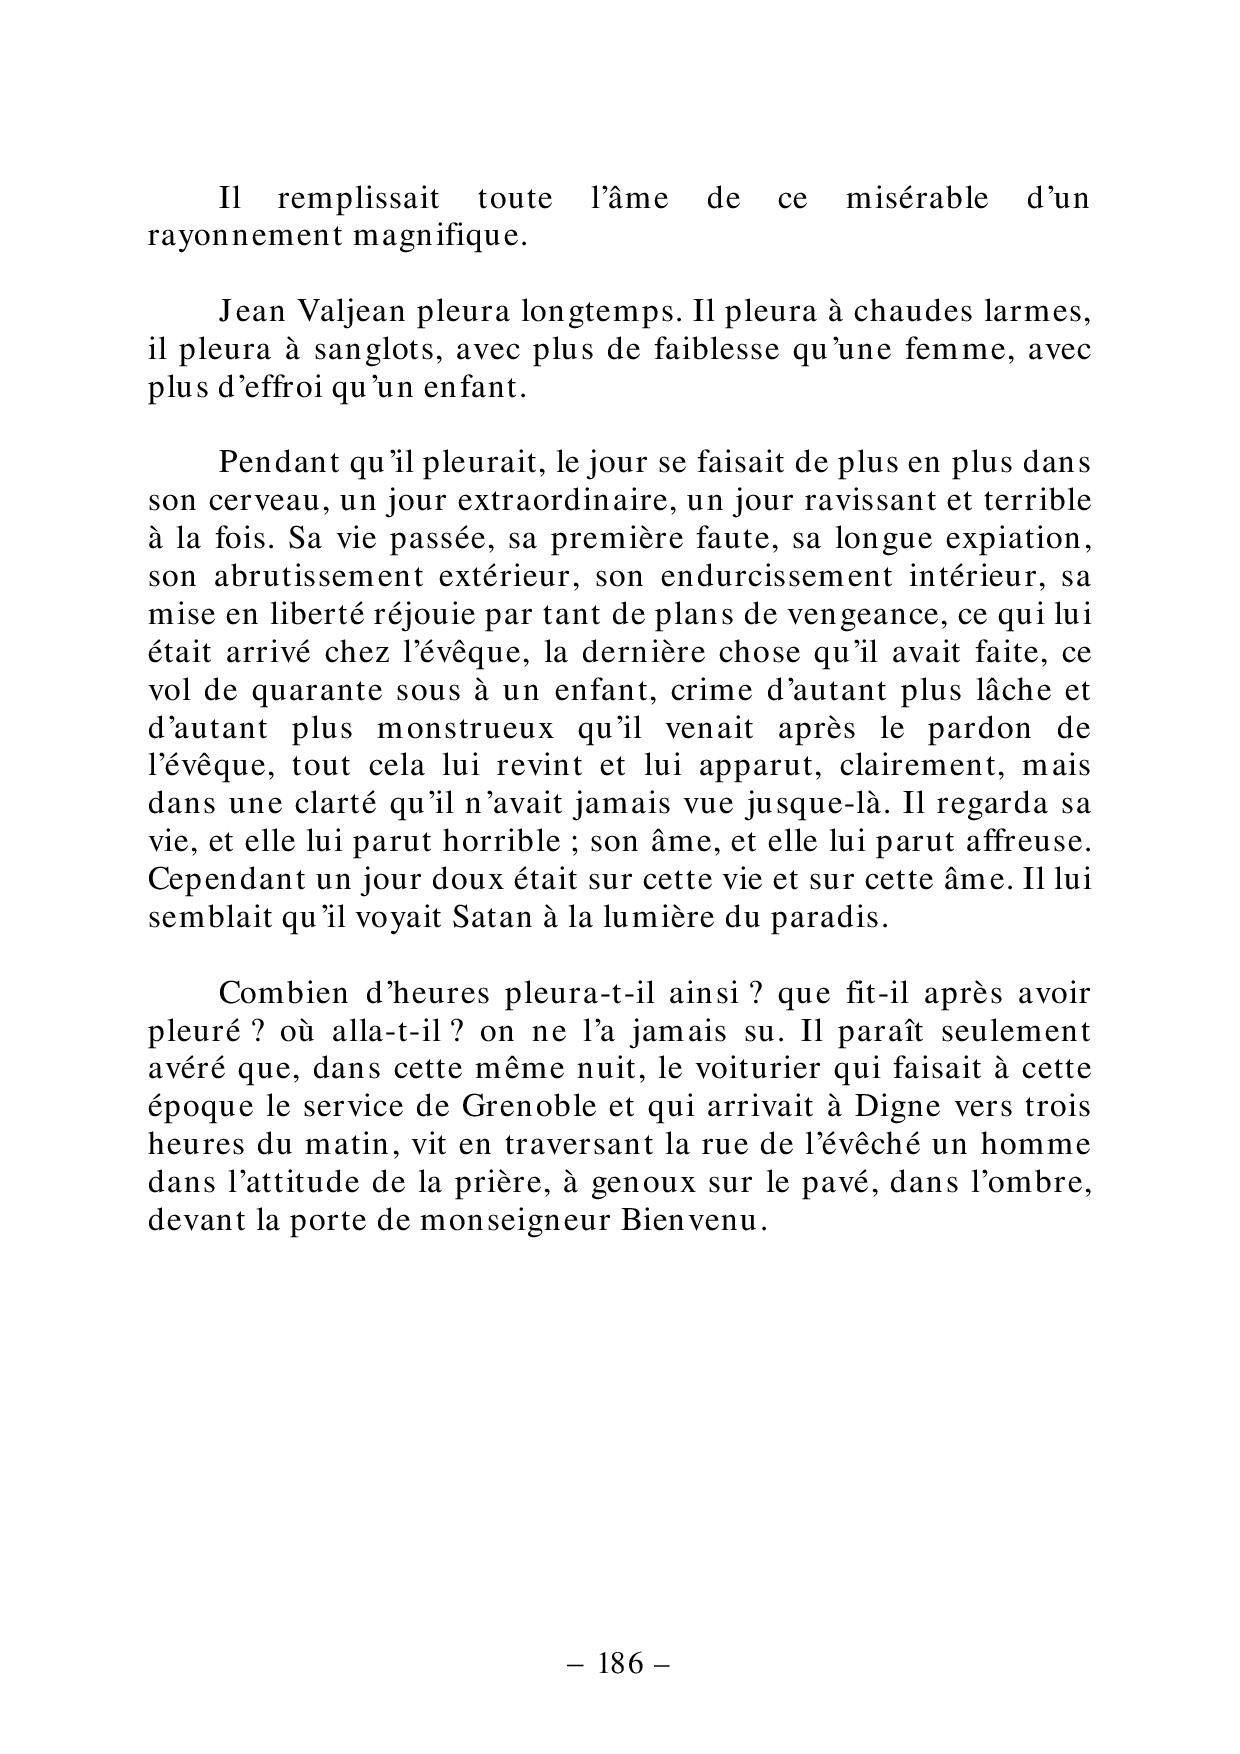 Il remplissait toute l’âme de ce misérable d’un
rayonnement magnifique.
Jean Valjean pleura longtemps. Il pleura à chaudes larmes,
il pleura à sanglots, avec plus de faiblesse qu’une femme, avec
plus d’effroi qu’un enfant.
Pendant qu’il pleurait, le jour se faisait de plus en plus dans
son cerveau, un jour extraordinaire, un jour ravissant et terrible
à la fois. Sa vie passée, sa première faute, sa longue expiation,
son abrutissement extérieur, son endurcissement intérieur, sa
mise en liberté réjouie par tant de plans de vengeance, ce qui lui
était arrivé chez l’évêque, la dernière chose qu’il avait faite, ce
vol de quarante sous à un enfant, crime d’autant plus lâche et
d’autant plus monstrueux qu’il venait après le pardon de
l’évêque, tout cela lui revint et lui apparut, clairement, mais
dans une clarté qu’il n’avait jamais vue jusque-là. Il regarda sa
vie, et elle lui parut horrible ; son âme, et elle lui parut affreuse.
Cependant un jour doux était sur cette vie et sur cette âme. Il lui
semblait qu’il voyait Satan à la lumière du paradis.
Combien d’heures pleura-t-il ainsi ? que fit-il après avoir
pleuré ? où alla-t-il ? on ne l’a jamais su. Il paraît seulement
avéré que, dans cette même nuit, le voiturier qui faisait à cette
époque le service de Grenoble et qui arrivait à Digne vers trois
heures du matin, vit en traversant la rue de l’évêché un homme
dans l’attitude de la prière, à genoux sur le pavé, dans l’ombre,
devant la porte de monseigneur Bienvenu.
– 186 –